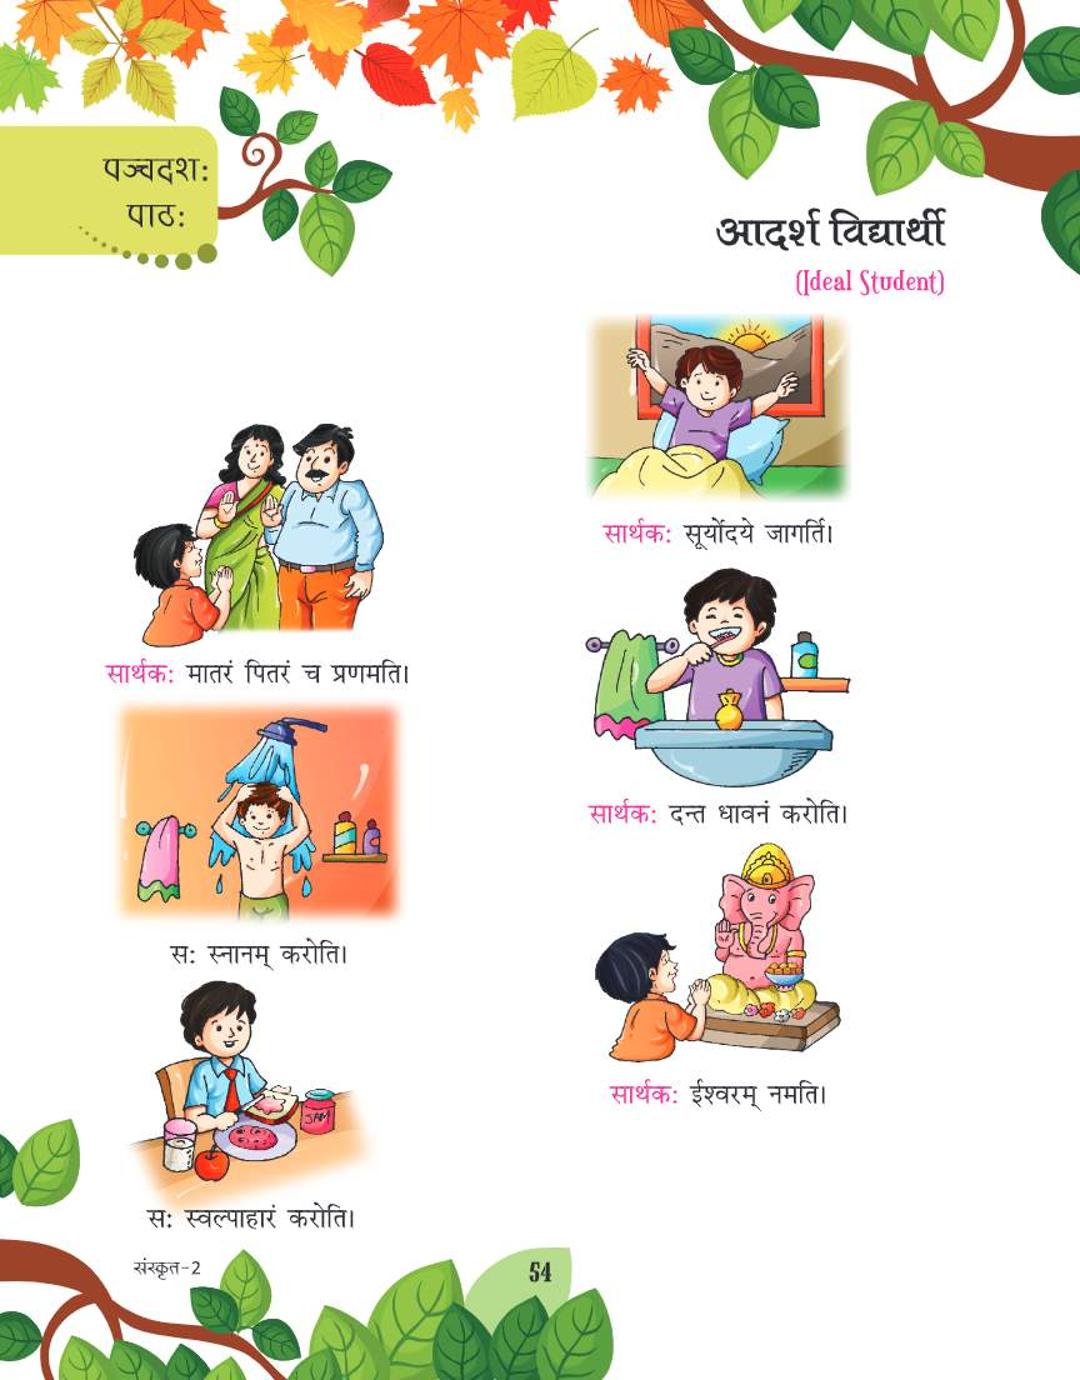 पञ्चदशः
पाठः
आदर्श विद्यार्थी
(Ideal Student)
सार्थकः सूर्योदये जागर्ति।
सार्थकः मातरं पितरं च प्रणमति।
सार्थकः दन्त धावनं करोति।
सः स्नानम् करोति।
सार्थकः ईश्वरम् नमति।
JAM
सः स्वल्पाहारं करोति।
संस्कृत-2
54